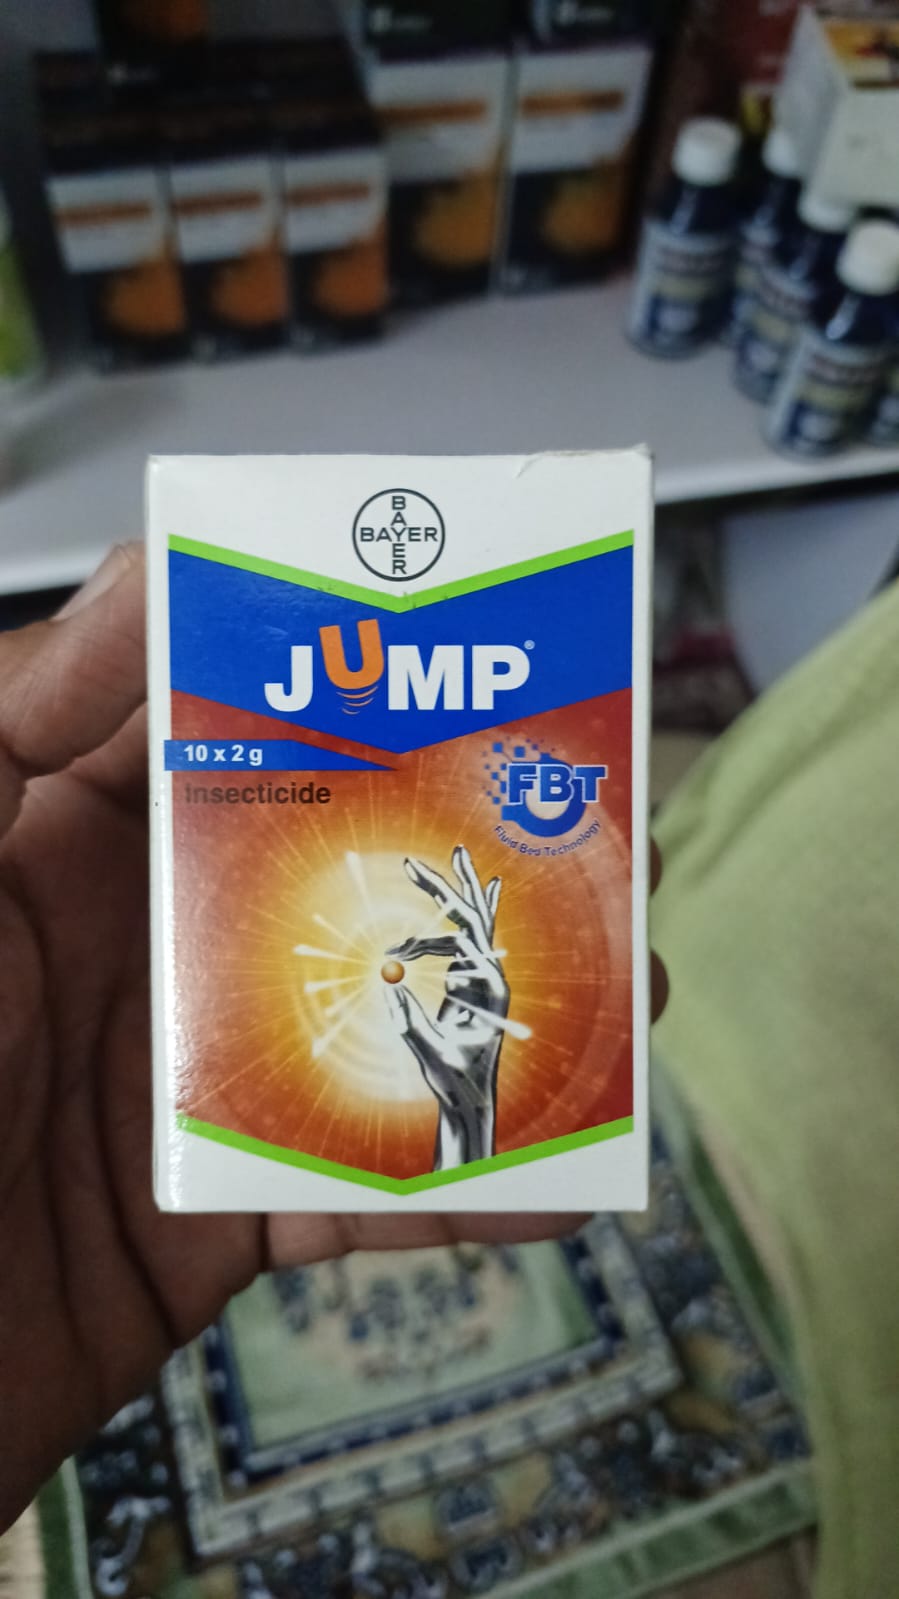 BAYER
BAYER
JUMP®
10 x 2 g
Insecticide
FBT
Fluid Bed Technology